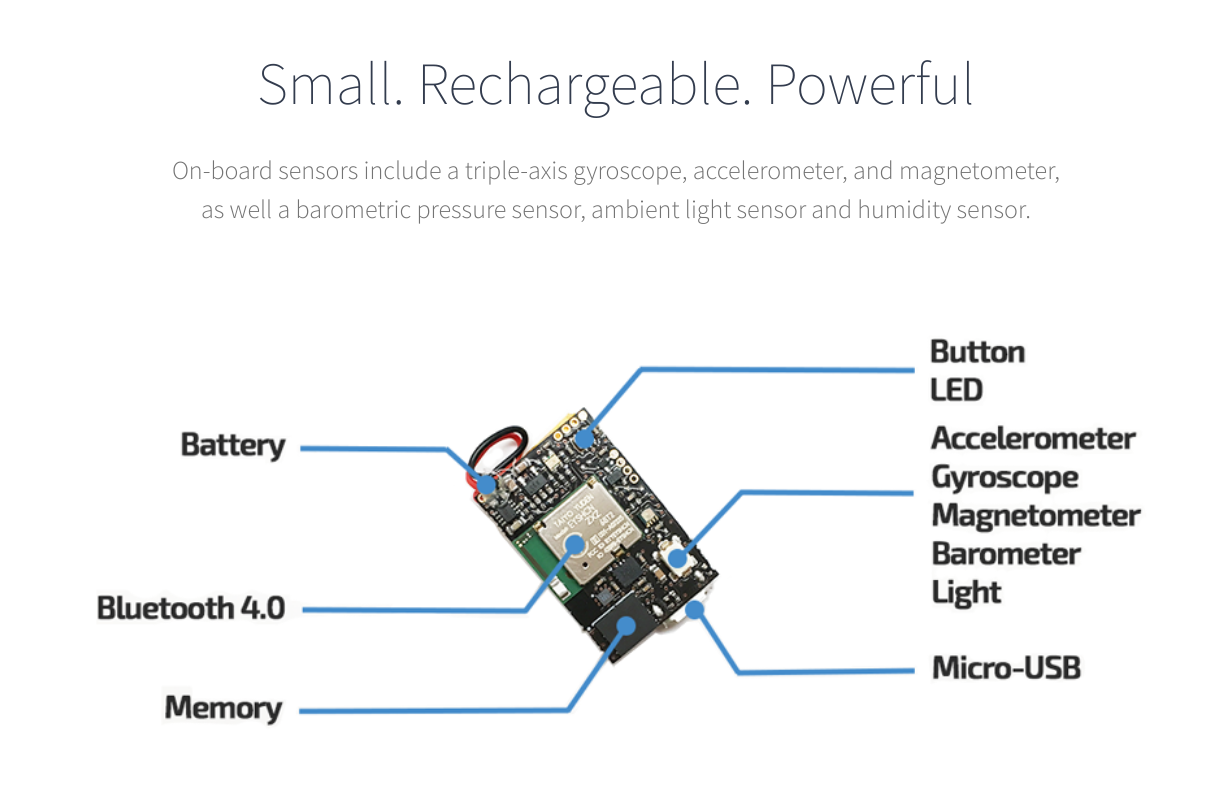 Small. Rechargeable. Powerful
On-board sensors include a triple-axis gyroscope, accelerometer, and magnetometer,
as well a barometric pressure sensor, ambient light sensor and humidity sensor.
Button
LED
Battery
Accelerometer
Gyroscope
Magnetometer
Barometer
Light
Bluetooth 4.0
Micro-USB
Memory
TAIYO YUDEN